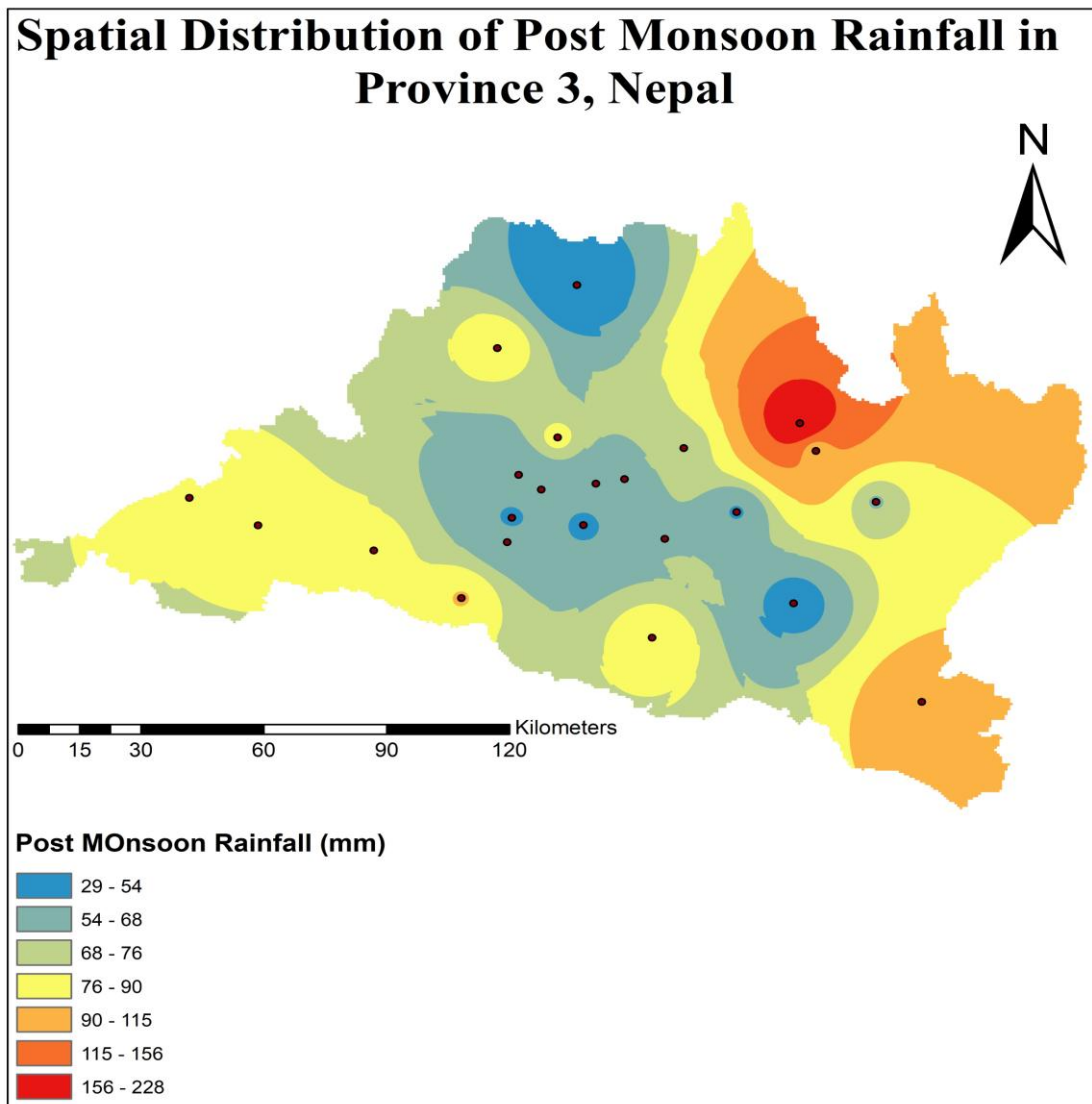 Spatial Distribution of Post Monsoon Rainfall in
Province 3, Nepal
N
Kilometers
0 15 30 60 90 120
Post MOnsoon Rainfall (mm)
29 - 54
54 - 68
68 - 76
76 - 90
90 - 115
115 - 156
156 - 228